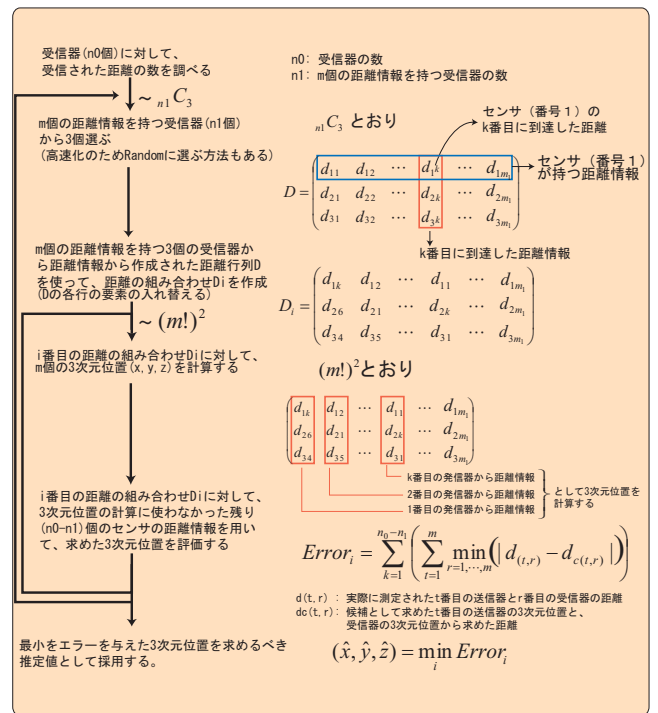 受信器(n0個)に対して、
受信された距離の数を調べる
~ n1C3
m個の距離情報を持つ受信器(n1個)
から3個選ぶ
(高速化のためRandomに選ぶ方法もある)
m個の距離情報を持つ3個の受信器か
ら距離情報から作成された距離行列D
を使って、距離の組み合わせDiを作成
(Dの各行の要素の入れ替える)
~ (m!)²
i番目の距離の組み合わせDiに対して、
m個の3次元位置(x,y,z)を計算する
i番目の距離の組み合わせDiに対して、
3次元位置の計算に使わなかった残り
(n0-n1)個のセンサの距離情報を用い
て、求めた3次元位置を評価する
最小をエラーを与えた3次元位置を求めるべき
推定値として採用する。
n0: 受信器の数
n1: m個の距離情報を持つ受信器の数
n1C3 とおり
センサ(番号1)の
k番目に到達した距離
センサ(番号1)
が持つ距離情報
D = ( d11 d12 ⋯ d1k ⋯ d1m1
d21 d22 ⋯ d2k ⋯ d2m1
d31 d32 ⋯ d3k ⋯ d3m1 )
k番目に到達した距離情報
Di = ( d1k d12 ⋯ d11 ⋯ d1m1
d26 d21 ⋯ d2k ⋯ d2m1
d34 d35 ⋯ d31 ⋯ d3m1 )
(m!)²とおり
( d1k d12 ⋯ d11 ⋯ d1m1
d26 d21 ⋯ d2k ⋯ d2m1
d34 d35 ⋯ d31 ⋯ d3m1 )
k番目の発信器から距離情報
2番目の発信器から距離情報
1番目の発信器から距離情報
として3次元位置を
計算する
Error_i = ∑_{k=1}^{n0−n1} ( ∑_{t=1}^{m} min_{r=1,⋯,m} (| d(t,r) − dc(t,r) |) )
d(t,r): 実際に測定されたt番目の送信器とr番目の受信器の距離
dc(t,r): 候補として求めたt番目の送信器の3次元位置と、
受信器の3次元位置から求めた距離
(x̂, ŷ, ẑ) = min_i Error_i